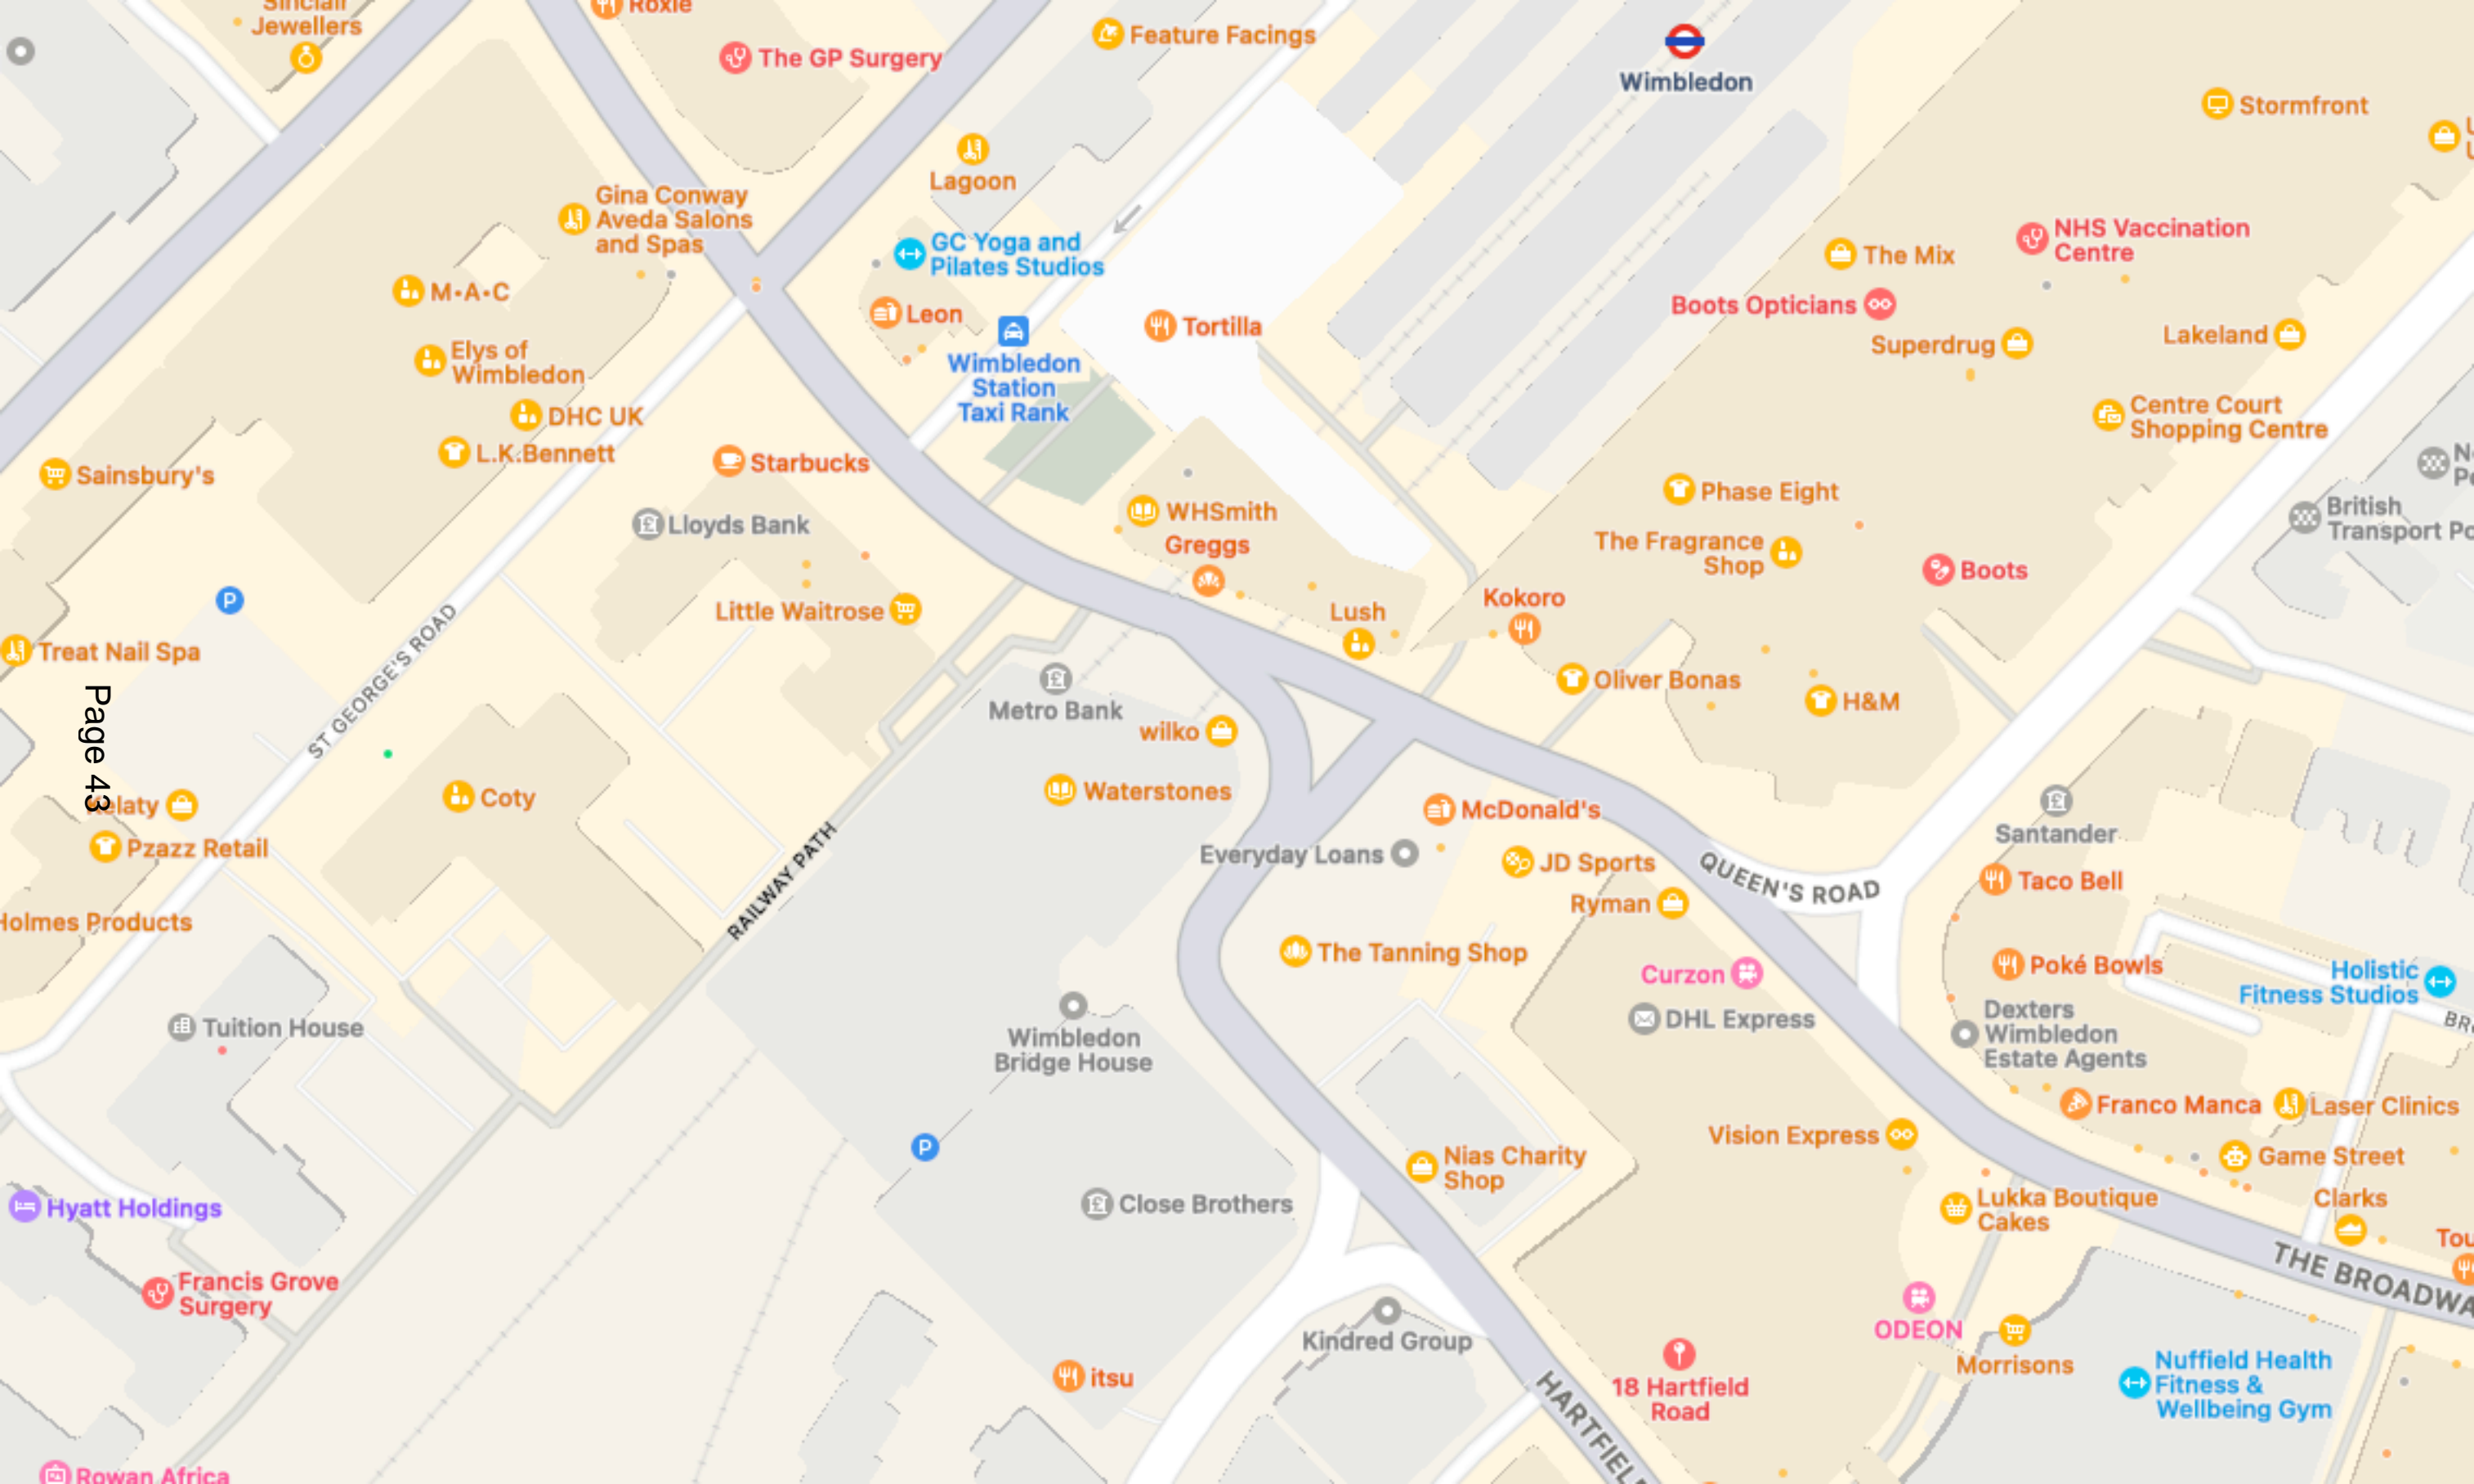 Sinclair
Jewellers
Roxie
The GP Surgery
Feature Facings
Wimbledon
Stormfront
Lagoon
Gina Conway
Aveda Salons
and Spas
GC Yoga and
Pilates Studios
NHS Vaccination
Centre
The Mix
M•A•C
Leon
Tortilla
Boots Opticians
Superdrug
Lakeland
Elys of
Wimbledon
Wimbledon
Station
Taxi Rank
DHC UK
Centre Court
Shopping Centre
L.K.Bennett
Starbucks
Sainsbury's
Phase Eight
British
Transport Po
Lloyds Bank
WHSmith
Greggs
The Fragrance
Shop
Boots
Little Waitrose
Lush
Kokoro
Treat Nail Spa
ST GEORGE'S ROAD
Oliver Bonas
H&M
Metro Bank
wilko
Page 43
Waterstones
elaty
Coty
McDonald's
Santander
Pzazz Retail
RAILWAY PATH
Everyday Loans
JD Sports
QUEEN'S ROAD
Taco Bell
Ryman
Holmes Products
The Tanning Shop
Curzon
Poké Bowls
Holistic
Fitness Studios
Tuition House
Wimbledon
Bridge House
DHL Express
Dexters
Wimbledon
Estate Agents
BRO
Franco Manca
Laser Clinics
Vision Express
Nias Charity
Shop
Game Street
Hyatt Holdings
Close Brothers
Lukka Boutique
Cakes
Clarks
Tou
THE BROADWA
Francis Grove
Surgery
Kindred Group
ODEON
Morrisons
itsu
18 Hartfield
Road
Nuffield Health
Fitness &
Wellbeing Gym
HARTFIEL
Rowan Africa